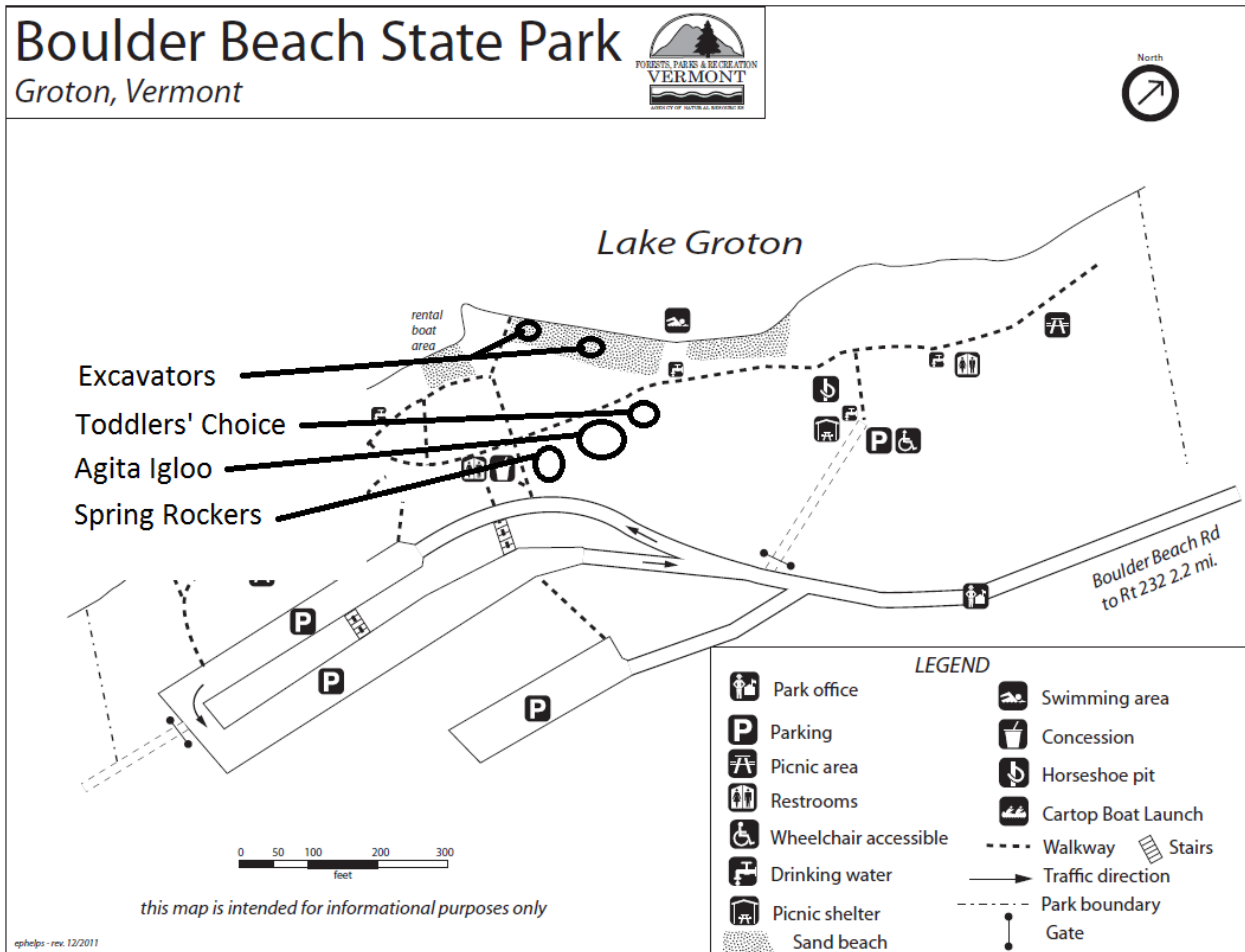 Boulder Beach State Park
Groton, Vermont
FORESTS, PARKS & RECREATION
VERMONT
AGENCY OF NATURAL RESOURCES
North
Lake Groton
rental
boat
area
Excavators
Toddlers' Choice
Agita Igloo
Spring Rockers
P
Boulder Beach Rd
to Rt 232 2.2 mi.
P
P
P
LEGEND
Park office
P Parking
Picnic area
Restrooms
Wheelchair accessible
Drinking water
Picnic shelter
Sand beach
Swimming area
Concession
Horseshoe pit
Cartop Boat Launch
Walkway
Stairs
Traffic direction
Park boundary
Gate
0 50 100 200 300
feet
this map is intended for informational purposes only
ephelps - rev. 12/2011